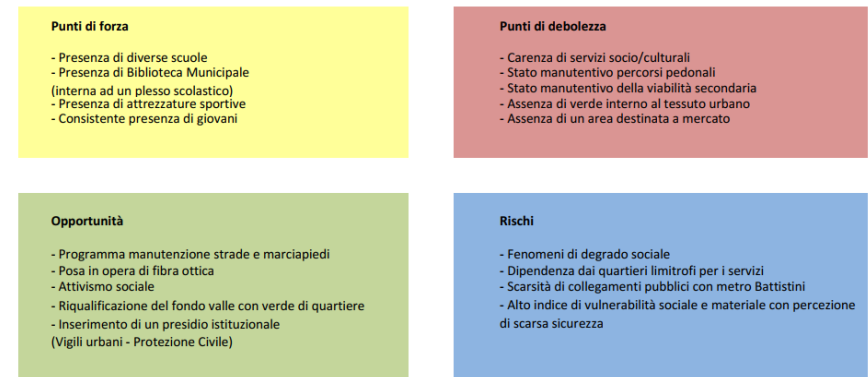 Punti di forza
- Presenza di diverse scuole
- Presenza di Biblioteca Municipale
(interna ad un plesso scolastico)
- Presenza di attrezzature sportive
- Consistente presenza di giovani
Punti di debolezza
- Carenza di servizi socio/culturali
- Stato manutentivo percorsi pedonali
- Stato manutentivo della viabilità secondaria
- Assenza di verde interno al tessuto urbano
- Assenza di un area destinata a mercato
Opportunità
- Programma manutenzione strade e marciapiedi
- Posa in opera di fibra ottica
- Attivismo sociale
- Riqualificazione del fondo valle con verde di quartiere
- Inserimento di un presidio istituzionale
(Vigili urbani - Protezione Civile)
Rischi
- Fenomeni di degrado sociale
- Dipendenza dai quartieri limitrofi per i servizi
- Scarsità di collegamenti pubblici con metro Battistini
- Alto indice di vulnerabilità sociale e materiale con percezione
di scarsa sicurezza